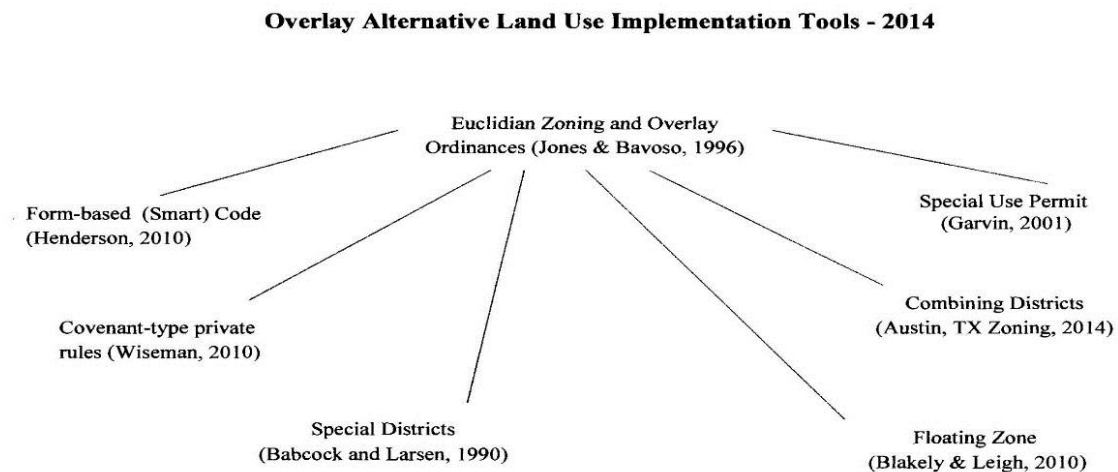 Overlay Alternative Land Use Implementation Tools - 2014
Euclidian Zoning and Overlay
Ordinances (Jones & Bavoso, 1996)
Form-based (Smart) Code
(Henderson, 2010)
Special Use Permit
(Garvin, 2001)
Covenant-type private
rules (Wiseman, 2010)
Combining Districts
(Austin, TX Zoning, 2014)
Special Districts
(Babcock and Larsen, 1990)
Floating Zone
(Blakely & Leigh, 2010)